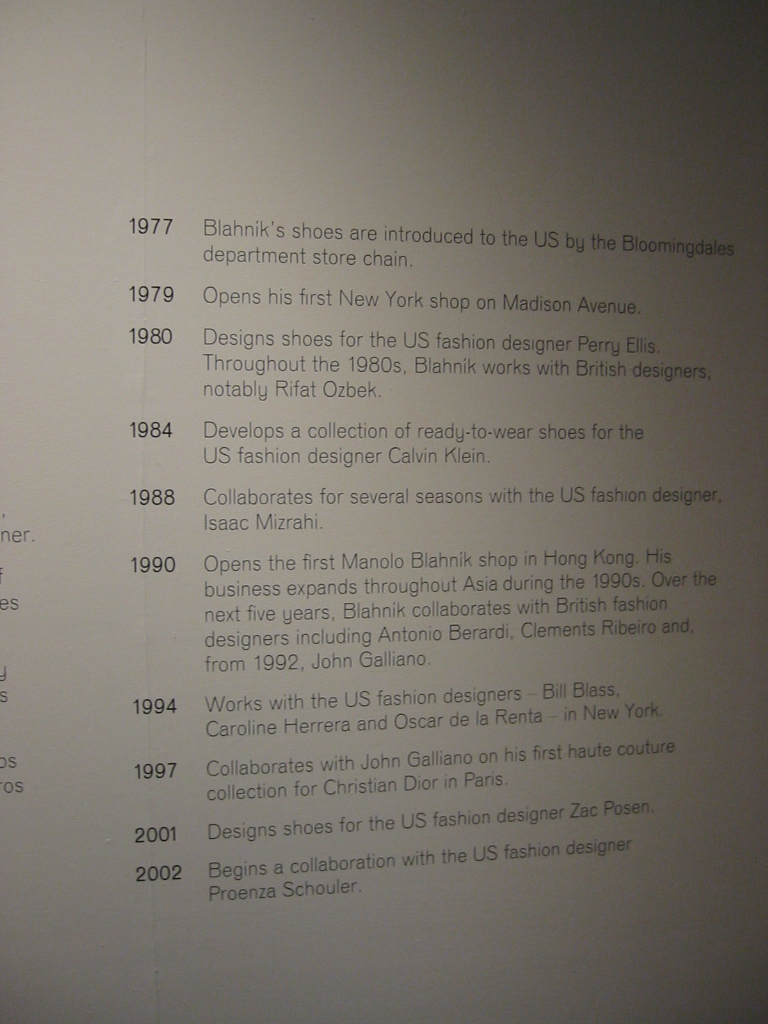 1977 Blahnik's shoes are introduced to the US by the Bloomingdales
department store chain.
1979 Opens his first New York shop on Madison Avenue.
1980 Designs shoes for the US fashion designer Perry Ellis.
Throughout the 1980s, Blahnik works with British designers,
notably Rifat Ozbek.
1984 Develops a collection of ready-to-wear shoes for the
US fashion designer Calvin Klein.
1988 Collaborates for several seasons with the US fashion designer,
Isaac Mizrahi.
1990 Opens the first Manolo Blahnik shop in Hong Kong. His
business expands throughout Asia during the 1990s. Over the
next five years, Blahnik collaborates with British fashion
designers including Antonio Berardi, Clements Ribeiro and,
from 1992, John Galliano.
1994 Works with the US fashion designers – Bill Blass,
Caroline Herrera and Oscar de la Renta – in New York.
1997 Collaborates with John Galliano on his first haute couture
collection for Christian Dior in Paris.
2001 Designs shoes for the US fashion designer Zac Posen.
2002 Begins a collaboration with the US fashion designer
Proenza Schouler.